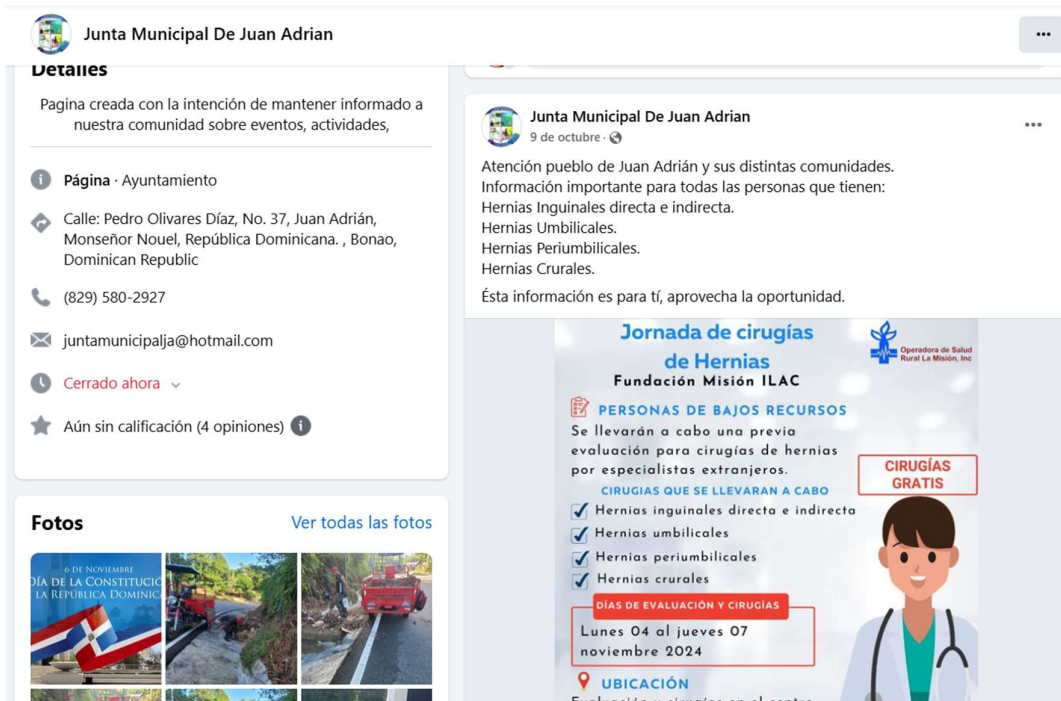 Junta Municipal De Juan Adrian
Detalles
Pagina creada con la intención de mantener informado a
nuestra comunidad sobre eventos, actividades,
Página · Ayuntamiento
Calle: Pedro Olivares Díaz, No. 37, Juan Adrián,
Monseñor Nouel, República Dominicana. , Bonao,
Dominican Republic
(829) 580-2927
juntamunicipalja@hotmail.com
Cerrado ahora
Aún sin calificación (4 opiniones)
Fotos
Ver todas las fotos
6 DE NOVIEMBRE
DÍA DE LA CONSTITUCIÓ
LA REPÚBLICA DOMINIC
Junta Municipal De Juan Adrian
9 de octubre ·
Atención pueblo de Juan Adrián y sus distintas comunidades.
Información importante para todas las personas que tienen:
Hernias Inguinales directa e indirecta.
Hernias Umbilicales.
Hernias Periumbilicales.
Hernias Crurales.
Ésta información es para tí, aprovecha la oportunidad.
Jornada de cirugías
de Hernias
Fundación Misión ILAC
Operadora de Salud
Rural La Misión, Inc
PERSONAS DE BAJOS RECURSOS
Se llevarán a cabo una previa
evaluación para cirugías de hernias
por especialistas extranjeros.
CIRUGÍAS
GRATIS
CIRUGIAS QUE SE LLEVARAN A CABO
Hernias inguinales directa e indirecta
Hernias umbilicales
Hernias periumbilicales
Hernias crurales
DÍAS DE EVALUACIÓN Y CIRUGÍAS
Lunes 04 al jueves 07
noviembre 2024
UBICACIÓN
Evaluación y cirugías en el centro